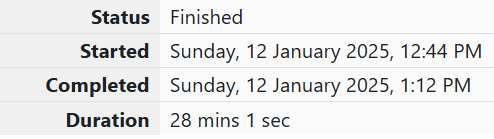 Status Finished
Started Sunday, 12 January 2025, 12:44 PM
Completed Sunday, 12 January 2025, 1:12 PM
Duration 28 mins 1 sec